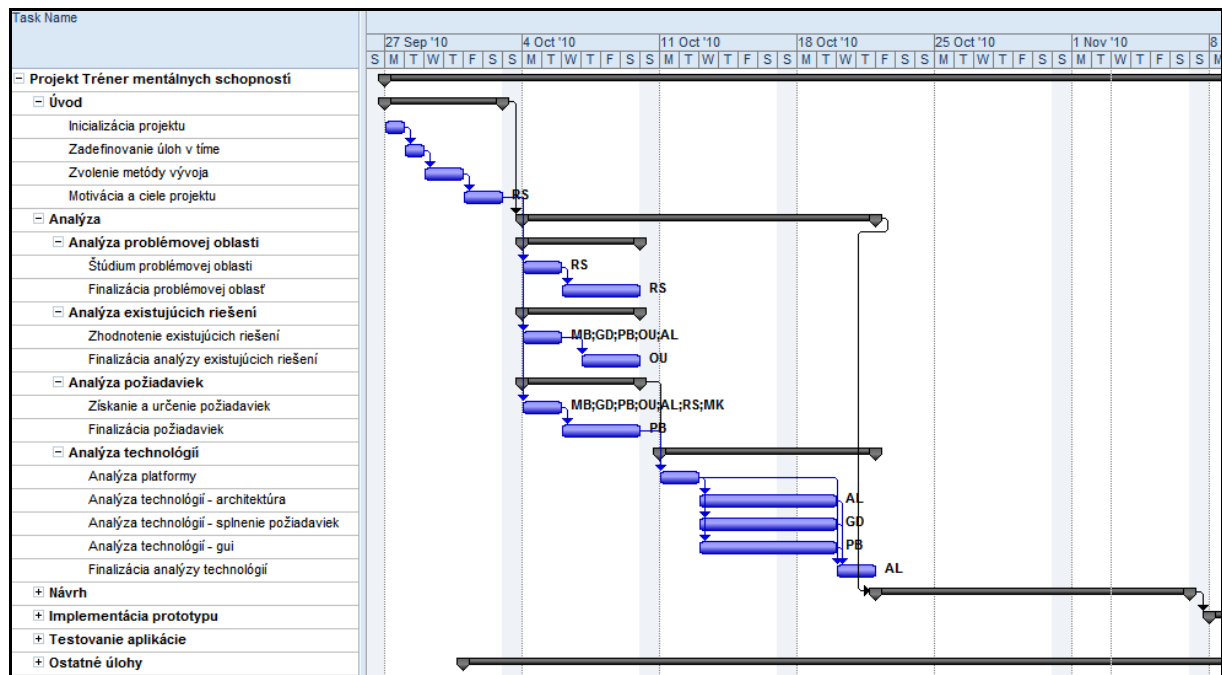 Task Name
27 Sep '10 4 Oct '10 11 Oct '10 18 Oct '10 25 Oct '10 1 Nov '10 8
S M T W T F S S M T W T F S S M T W T F S S M T W T F S S M T W T F S S M T W T F S S M
Projekt Tréner mentálnych schopností
Úvod
Inicializácia projektu
Zadefinovanie úloh v tíme
Zvolenie metódy vývoja
Motivácia a ciele projektu RS
Analýza
Analýza problémovej oblasti
Štúdium problémovej oblasti RS
Finalizácia problémovej oblasť RS
Analýza existujúcich riešení
Zhodnotenie existujúcich riešení MB;GD;PB;OU;AL
Finalizácia analýzy existujúcich riešení OU
Analýza požiadaviek
Získanie a určenie požiadaviek MB;GD;PB;OU;AL;RS;MK
Finalizácia požiadaviek PB
Analýza technológií
Analýza platformy
Analýza technológií - architektúra AL
Analýza technológií - splnenie požiadaviek GD
Analýza technológií - gui PB
Finalizácia analýzy technológií AL
Návrh
Implementácia prototypu
Testovanie aplikácie
Ostatné úlohy